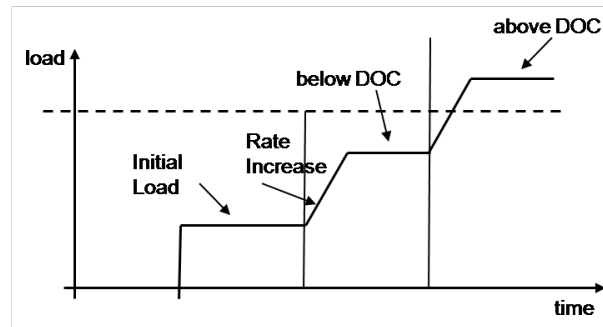 above DOC
load
below DOC
Rate
Increase
Initial
Load
time